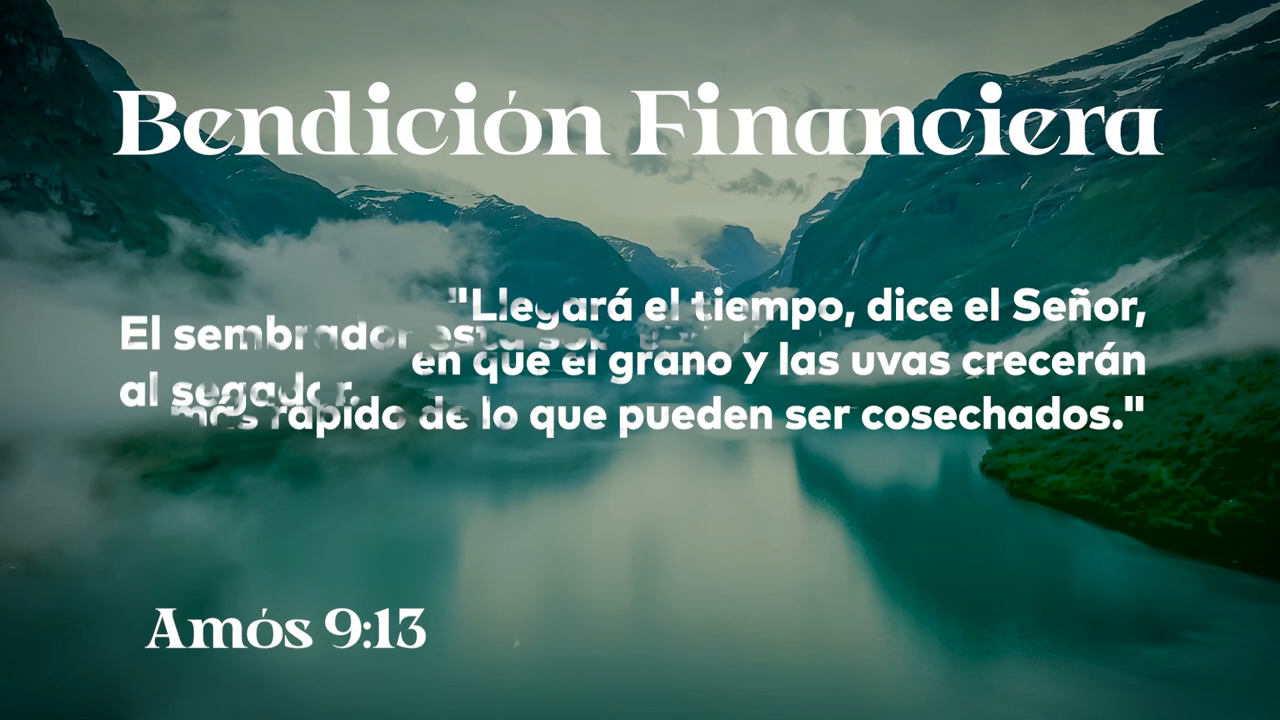 Bendición Financiera
"Llegará el tiempo, dice el Señor,
en que el grano y las uvas crecerán
más rápido de lo que pueden ser cosechados."
El sembrador está
al segador.
Amós 9:13